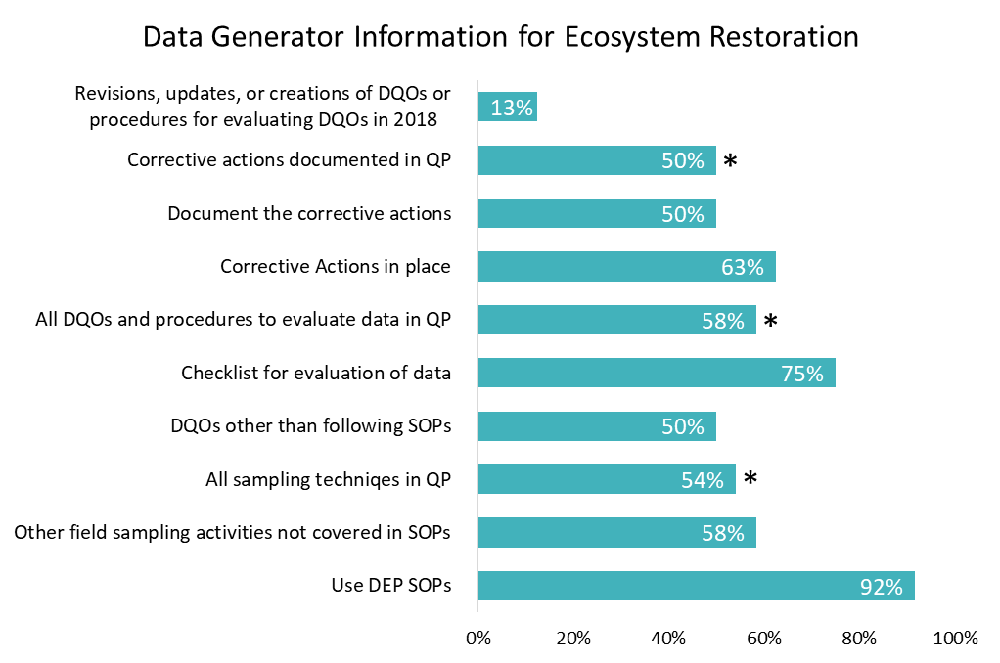 Data Generator Information for Ecosystem Restoration
Revisions, updates, or creations of DQOs or
procedures for evaluating DQOs in 2018
13%
Corrective actions documented in QP
50% *
Document the corrective actions
50%
Corrective Actions in place
63%
All DQOs and procedures to evaluate data in QP
58% *
Checklist for evaluation of data
75%
DQOs other than following SOPs
50%
All sampling techniqes in QP
54% *
Other field sampling activities not covered in SOPs
58%
Use DEP SOPs
92%
0% 20% 40% 60% 80% 100%